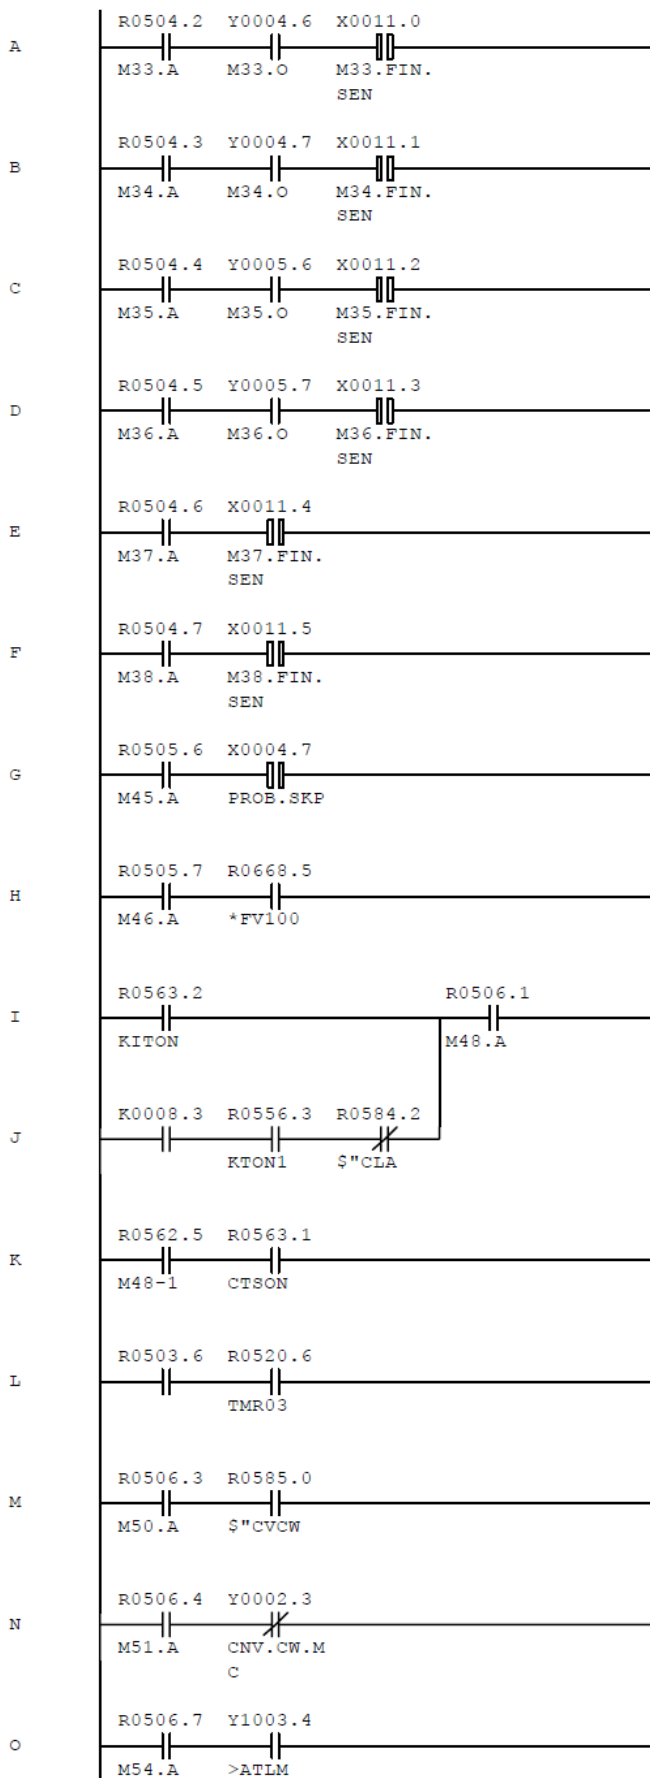 R0504.2 Y0004.6 X0011.0
A
M33.A M33.O M33.FIN.
SEN
R0504.3 Y0004.7 X0011.1
B
M34.A M34.O M34.FIN.
SEN
R0504.4 Y0005.6 X0011.2
C
M35.A M35.O M35.FIN.
SEN
R0504.5 Y0005.7 X0011.3
D
M36.A M36.O M36.FIN.
SEN
R0504.6 X0011.4
E
M37.A M37.FIN.
SEN
R0504.7 X0011.5
F
M38.A M38.FIN.
SEN
R0505.6 X0004.7
G
M45.A PROB.SKP
R0505.7 R0668.5
H
M46.A *FV100
R0563.2 R0506.1
I
KITON M48.A
K0008.3 R0556.3 R0584.2
J
KTON1 $"CLA
R0562.5 R0563.1
K
M48-1 CTSON
R0503.6 R0520.6
L
TMR03
R0506.3 R0585.0
M
M50.A $"CVCW
R0506.4 Y0002.3
N
M51.A CNV.CW.M
C
R0506.7 Y1003.4
O
M54.A >ATLM